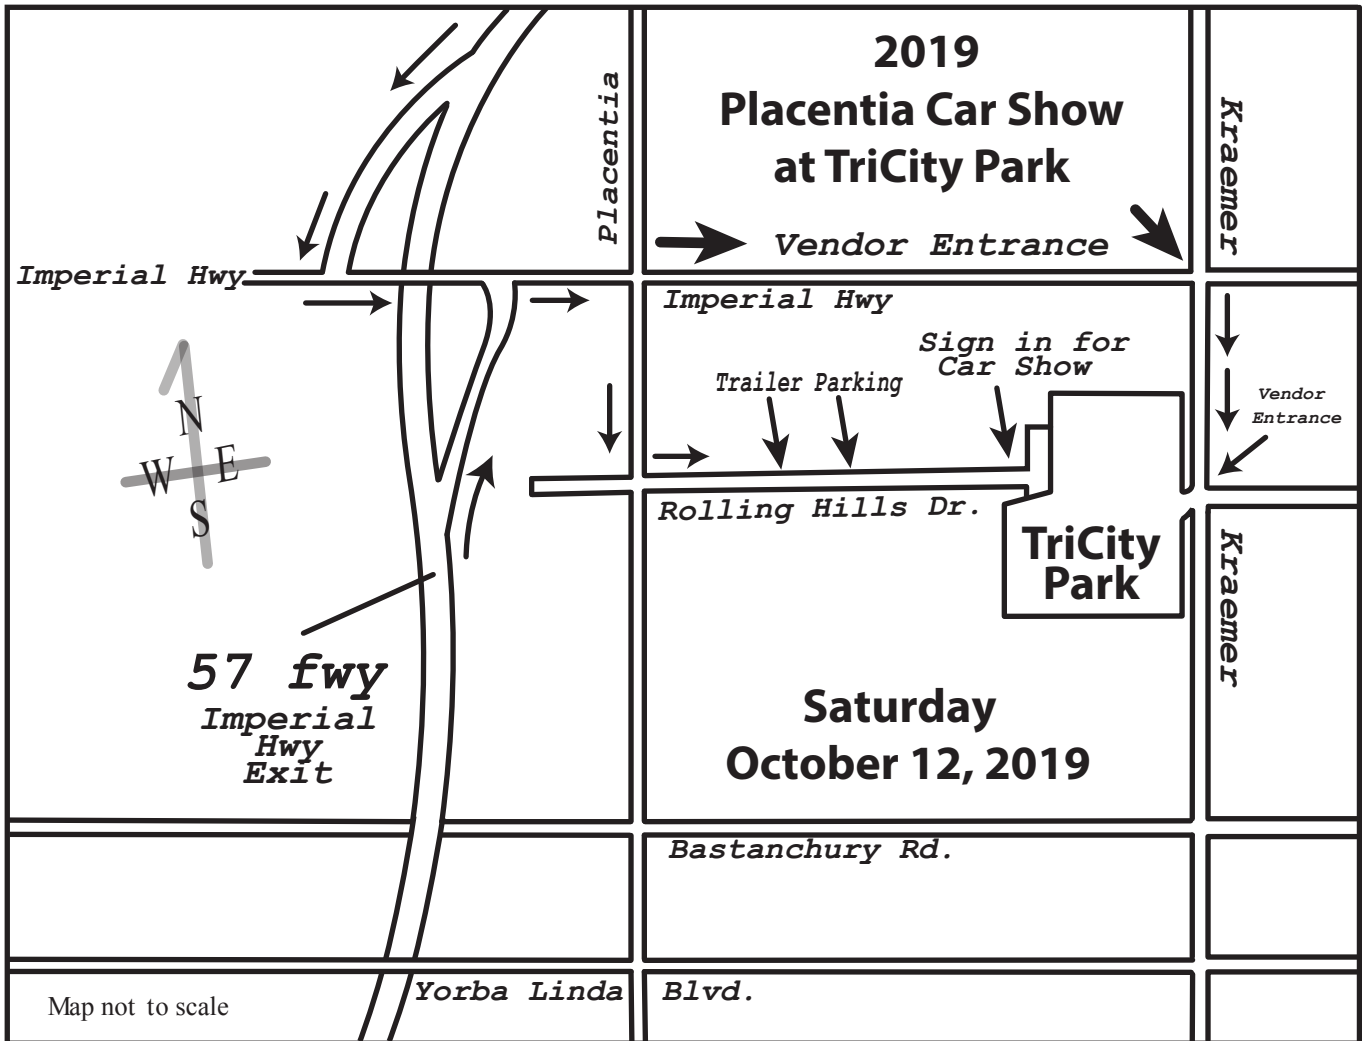 2019
Placentia Car Show
at TriCity Park
Placentia
Kraemer
Vendor Entrance
Imperial Hwy
Imperial Hwy
Sign in for
Car Show
Trailer Parking
Vendor
Entrance
N
W E
S
Rolling Hills Dr.
TriCity
Park
Kraemer
57 fwy
Imperial
Hwy
Exit
Saturday
October 12, 2019
Bastanchury Rd.
Yorba Linda Blvd.
Map not to scale